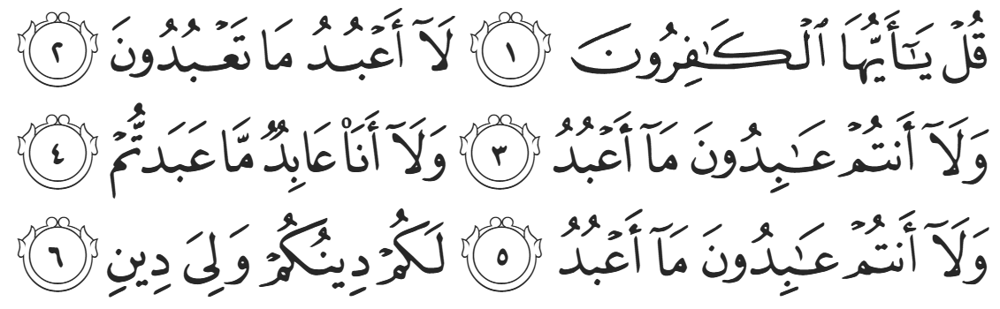 قُلْ يَـٰٓأَيُّهَا ٱلْكَـٰفِرُونَ ١ لَآ أَعْبُدُ مَا تَعْبُدُونَ ٢
وَلَآ أَنتُمْ عَـٰبِدُونَ مَآ أَعْبُدُ ٣ وَلَآ أَنَا۠ عَابِدٌ مَّا عَبَدتُّمْ ٤
وَلَآ أَنتُمْ عَـٰبِدُونَ مَآ أَعْبُدُ ٥ لَكُمْ دِينُكُمْ وَلِىَ دِينِ ٦